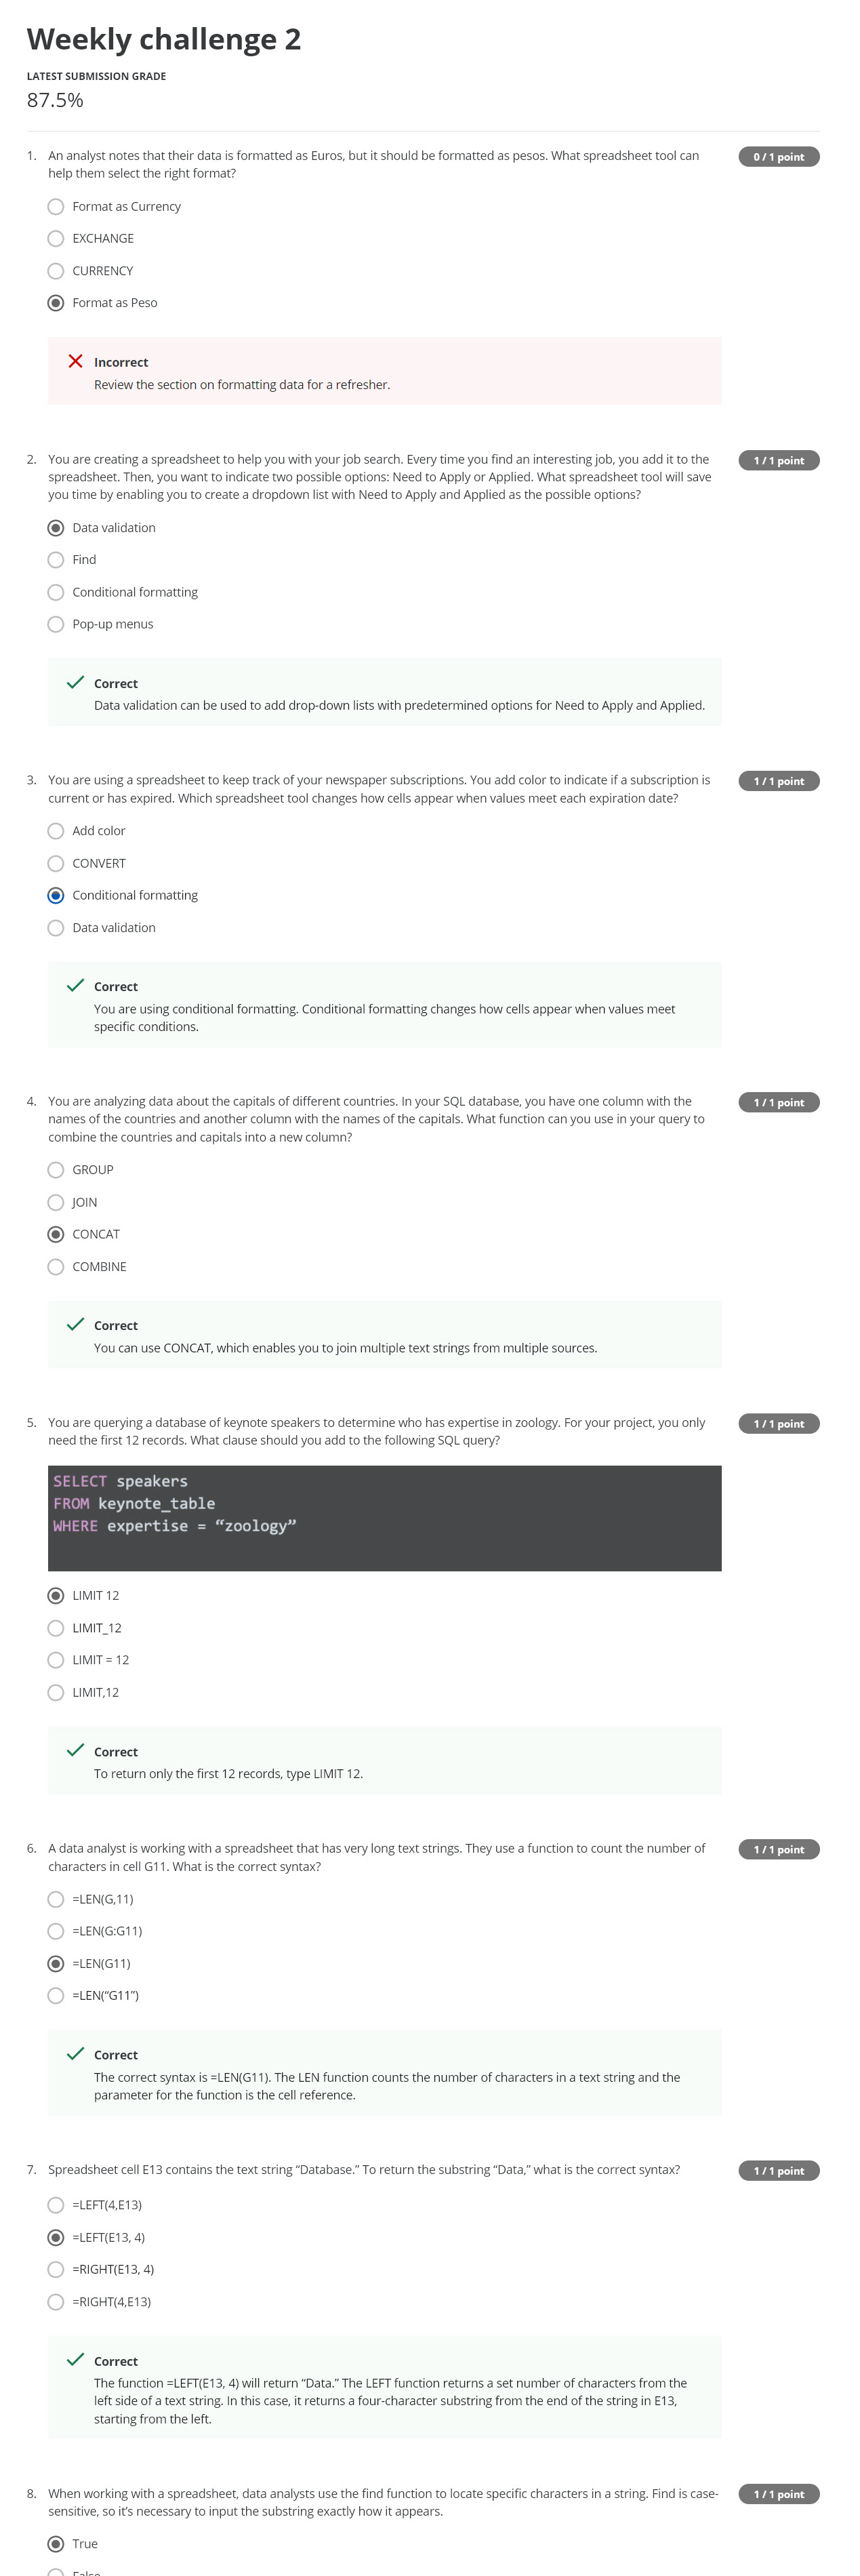 Weekly challenge 2
LATEST SUBMISSION GRADE
87.5%
1. An analyst notes that their data is formatted as Euros, but it should be formatted as pesos. What spreadsheet tool can
help them select the right format?
0 / 1 point
Format as Currency
EXCHANGE
CURRENCY
Format as Peso
Incorrect
Review the section on formatting data for a refresher.
2. You are creating a spreadsheet to help you with your job search. Every time you find an interesting job, you add it to the
spreadsheet. Then, you want to indicate two possible options: Need to Apply or Applied. What spreadsheet tool will save
you time by enabling you to create a dropdown list with Need to Apply and Applied as the possible options?
1 / 1 point
Data validation
Find
Conditional formatting
Pop-up menus
Correct
Data validation can be used to add drop-down lists with predetermined options for Need to Apply and Applied.
3. You are using a spreadsheet to keep track of your newspaper subscriptions. You add color to indicate if a subscription is
current or has expired. Which spreadsheet tool changes how cells appear when values meet each expiration date?
1 / 1 point
Add color
CONVERT
Conditional formatting
Data validation
Correct
You are using conditional formatting. Conditional formatting changes how cells appear when values meet
specific conditions.
4. You are analyzing data about the capitals of different countries. In your SQL database, you have one column with the
names of the countries and another column with the names of the capitals. What function can you use in your query to
combine the countries and capitals into a new column?
1 / 1 point
GROUP
JOIN
CONCAT
COMBINE
Correct
You can use CONCAT, which enables you to join multiple text strings from multiple sources.
5. You are querying a database of keynote speakers to determine who has expertise in zoology. For your project, you only
need the first 12 records. What clause should you add to the following SQL query?
1 / 1 point
SELECT speakers
FROM keynote_table
WHERE expertise = “zoology”
LIMIT 12
LIMIT_12
LIMIT = 12
LIMIT,12
Correct
To return only the first 12 records, type LIMIT 12.
6. A data analyst is working with a spreadsheet that has very long text strings. They use a function to count the number of
characters in cell G11. What is the correct syntax?
1 / 1 point
=LEN(G,11)
=LEN(G:G11)
=LEN(G11)
=LEN(“G11”)
Correct
The correct syntax is =LEN(G11). The LEN function counts the number of characters in a text string and the
parameter for the function is the cell reference.
7. Spreadsheet cell E13 contains the text string “Database.” To return the substring “Data,” what is the correct syntax?
1 / 1 point
=LEFT(4,E13)
=LEFT(E13, 4)
=RIGHT(E13, 4)
=RIGHT(4,E13)
Correct
The function =LEFT(E13, 4) will return “Data.” The LEFT function returns a set number of characters from the
left side of a text string. In this case, it returns a four-character substring from the end of the string in E13,
starting from the left.
8. When working with a spreadsheet, data analysts use the find function to locate specific characters in a string. Find is case-
sensitive, so it’s necessary to input the substring exactly how it appears.
1 / 1 point
True
False